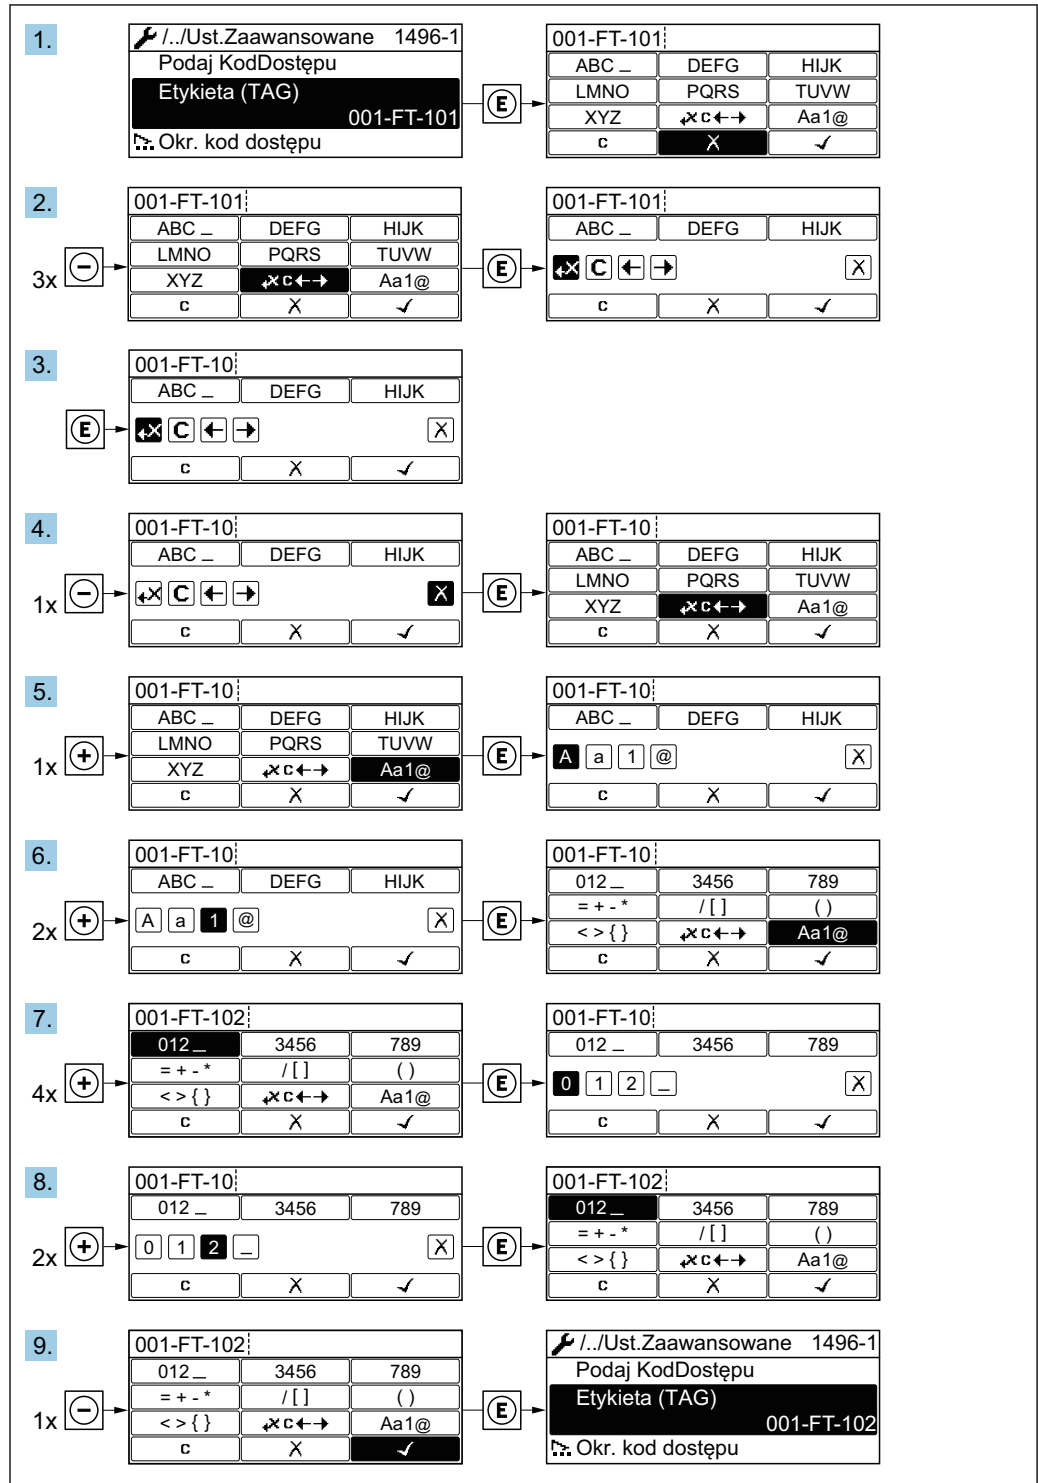 1.
/../Ust.Zaawansowane 1496-1
Podaj KodDostępu
Etykieta (TAG)
001-FT-101
Okr. kod dostępu
E
001-FT-101
ABC _ DEFG HIJK
LMNO PQRS TUVW
XYZ C Aa1@
C X ✓
2.
3x
001-FT-101
ABC _ DEFG HIJK
LMNO PQRS TUVW
XYZ C Aa1@
C X ✓
E
001-FT-101
ABC _ DEFG HIJK
C X
C X ✓
3.
E
001-FT-10
ABC _ DEFG HIJK
C X
C X ✓
4.
1x
001-FT-10
ABC _ DEFG HIJK
C X
C X ✓
E
001-FT-10
ABC _ DEFG HIJK
LMNO PQRS TUVW
XYZ C Aa1@
C X ✓
5.
1x
001-FT-10
ABC _ DEFG HIJK
LMNO PQRS TUVW
XYZ C Aa1@
C X ✓
E
001-FT-10
ABC _ DEFG HIJK
A a 1 @ X
C X ✓
6.
2x
001-FT-10
ABC _ DEFG HIJK
A a 1 @ X
C X ✓
E
001-FT-10
012 _ 3456 789
= + - * / [ ] ( )
< > { } C Aa1@
C X ✓
7.
4x
001-FT-102
012 _ 3456 789
= + - * / [ ] ( )
< > { } C Aa1@
C X ✓
E
001-FT-10
012 _ 3456 789
0 1 2 _ X
C X ✓
8.
2x
001-FT-10
012 _ 3456 789
0 1 2 _ X
C X ✓
E
001-FT-102
012 _ 3456 789
= + - * / [ ] ( )
< > { } C Aa1@
C X ✓
9.
1x
001-FT-102
012 _ 3456 789
= + - * / [ ] ( )
< > { } C Aa1@
C X ✓
E
/../Ust.Zaawansowane 1496-1
Podaj KodDostępu
Etykieta (TAG)
001-FT-102
Okr. kod dostępu